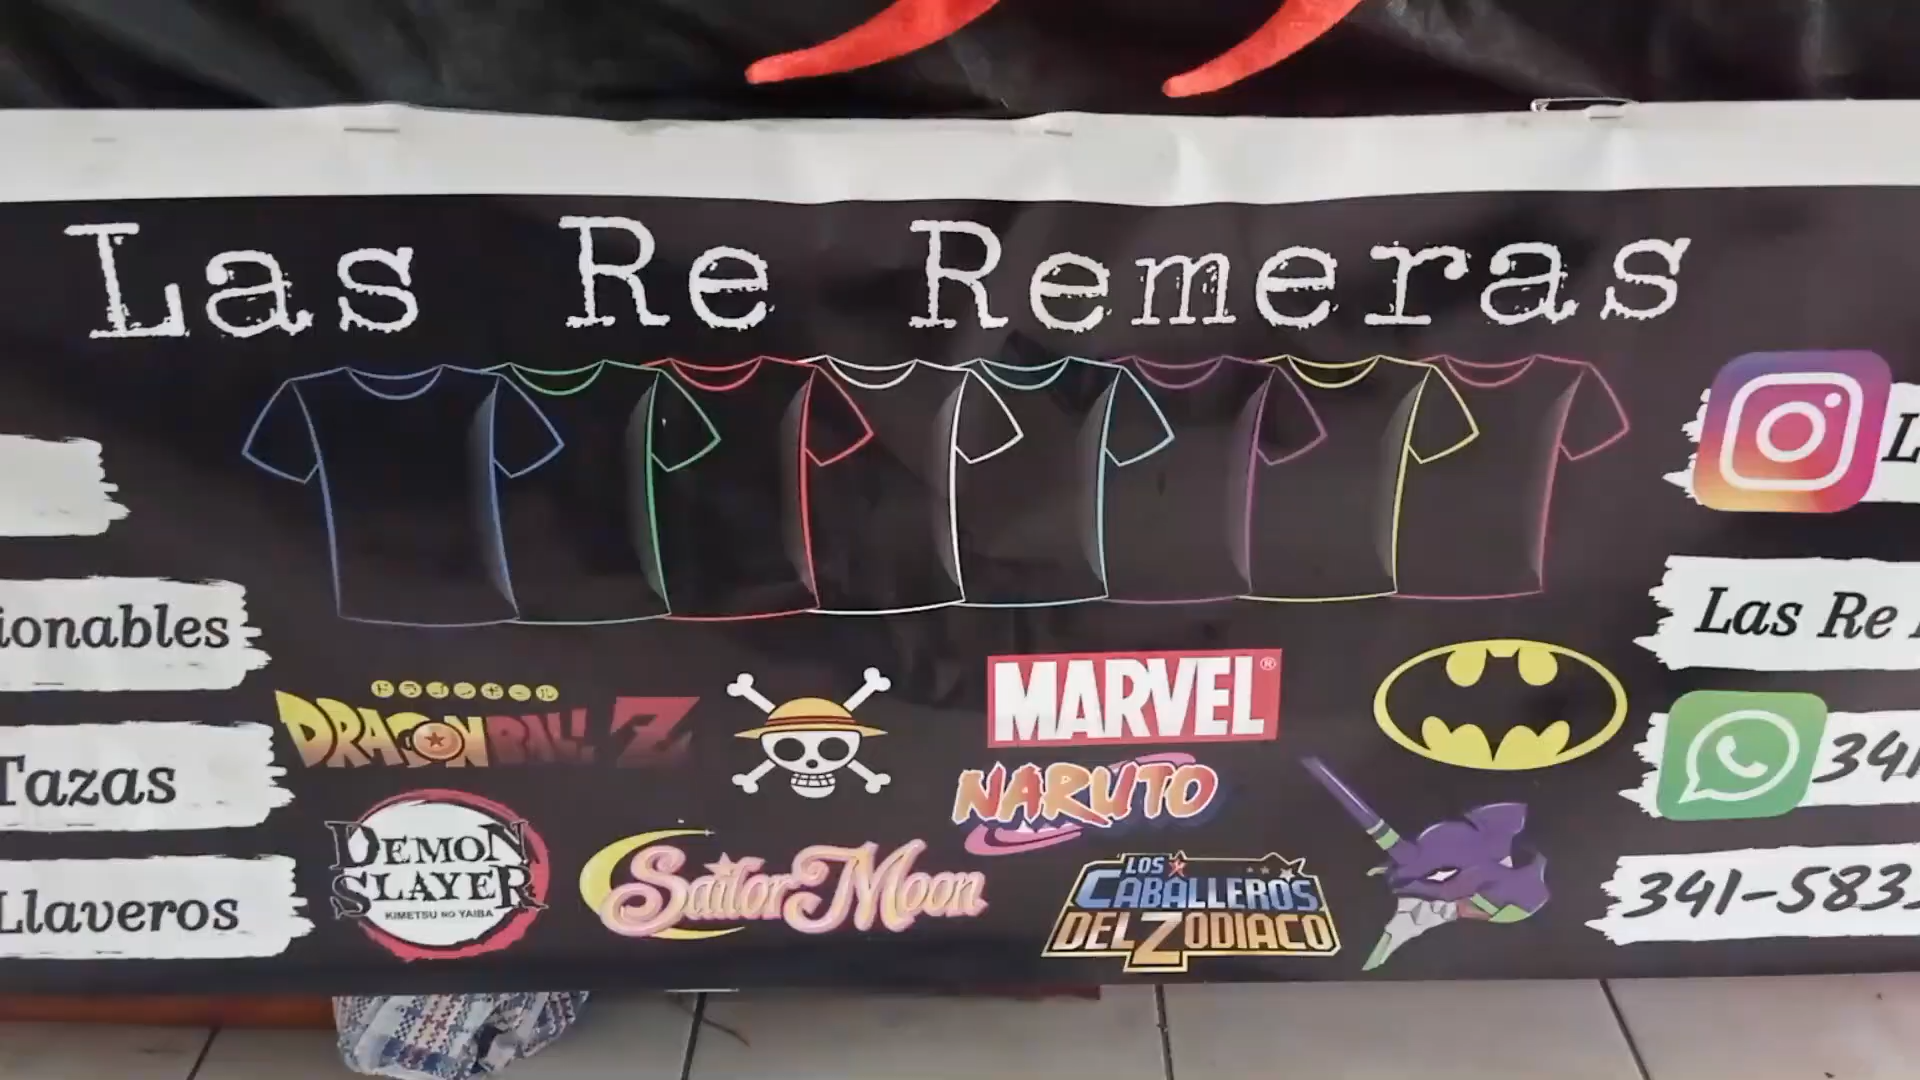 Las Re Remeras
ionables
Tazas
Llaveros
DRAGON BALL Z
MARVEL®
NARUTO
DEMON
SLAYER
KIMETSU NO YAIBA
Sailor Moon
LOS
CABALLEROS
DEL ZODIACO
L
Las Re
341
341-583